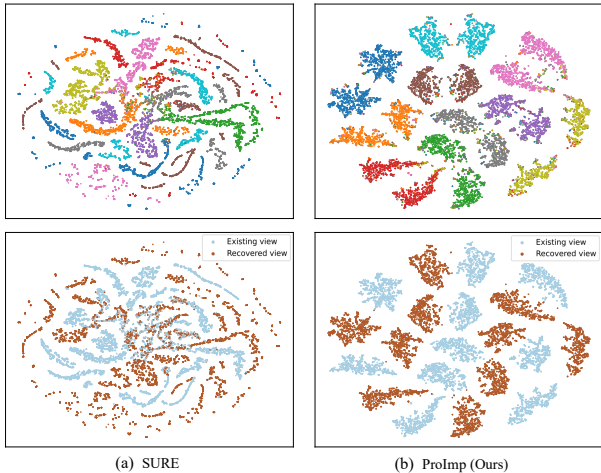 Existing view
Recovered view
Existing view
Recovered view
(a) SURE
(b) ProImp (Ours)